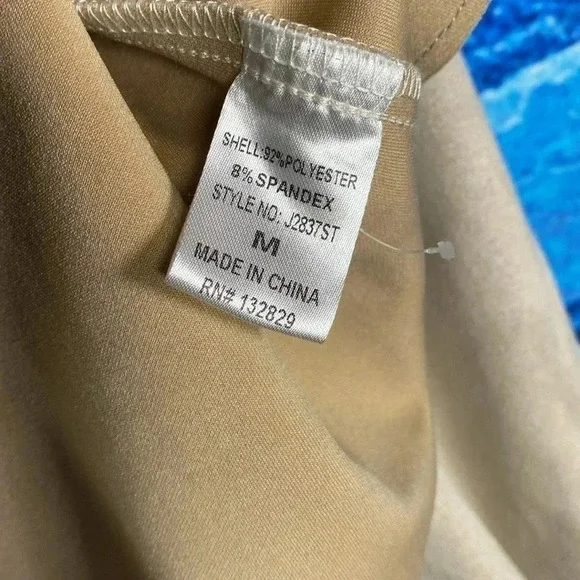 SHELL:92%POLYESTER
8% SPANDEX
STYLE NO: J2837ST
M
MADE IN CHINA
RN# 132829